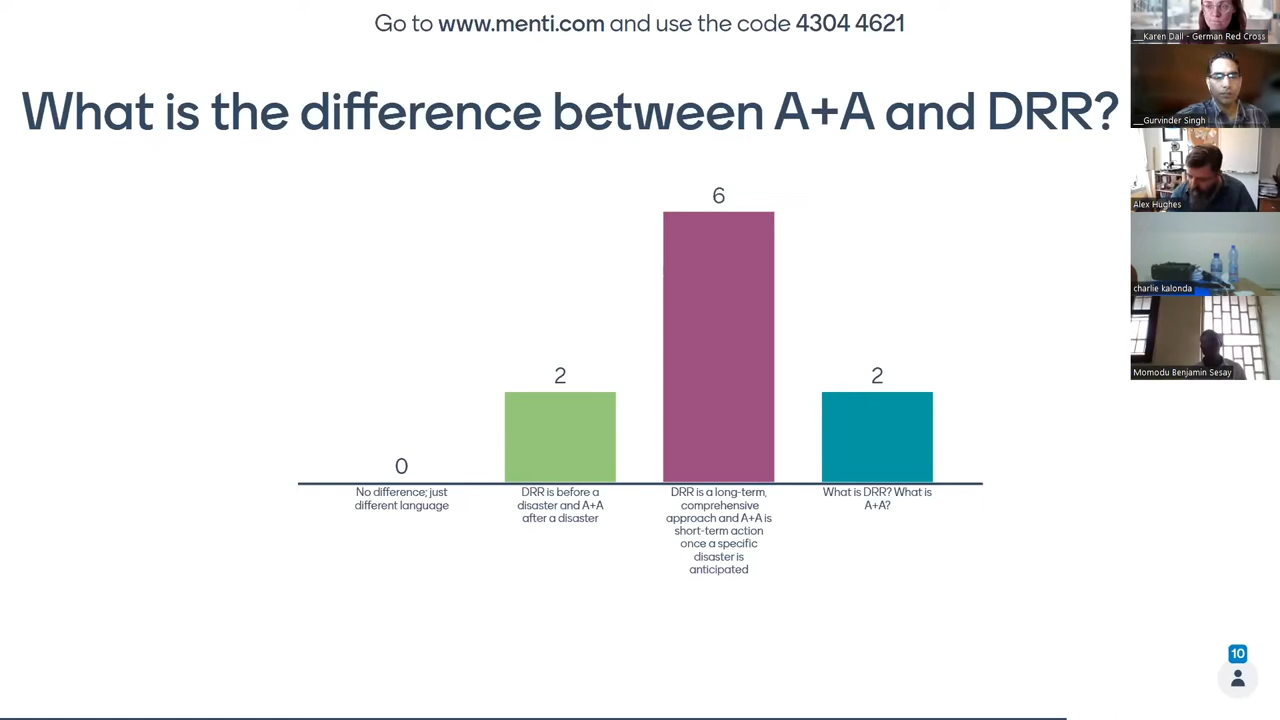 Go to www.menti.com and use the code 4304 4621
What is the difference between A+A and DRR?
6
2
2
0
No difference; just
different language
DRR is before a
disaster and A+A
after a disaster
DRR is a long-term,
comprehensive
approach and A+A is
short-term action
once a specific
disaster is
anticipated
What is DRR? What is
A+A?
10
__Karen Dall - German Red Cross
__Gurvinder Singh
Alex Hughes
charlie kalonda
Momodu Benjamin Sesay